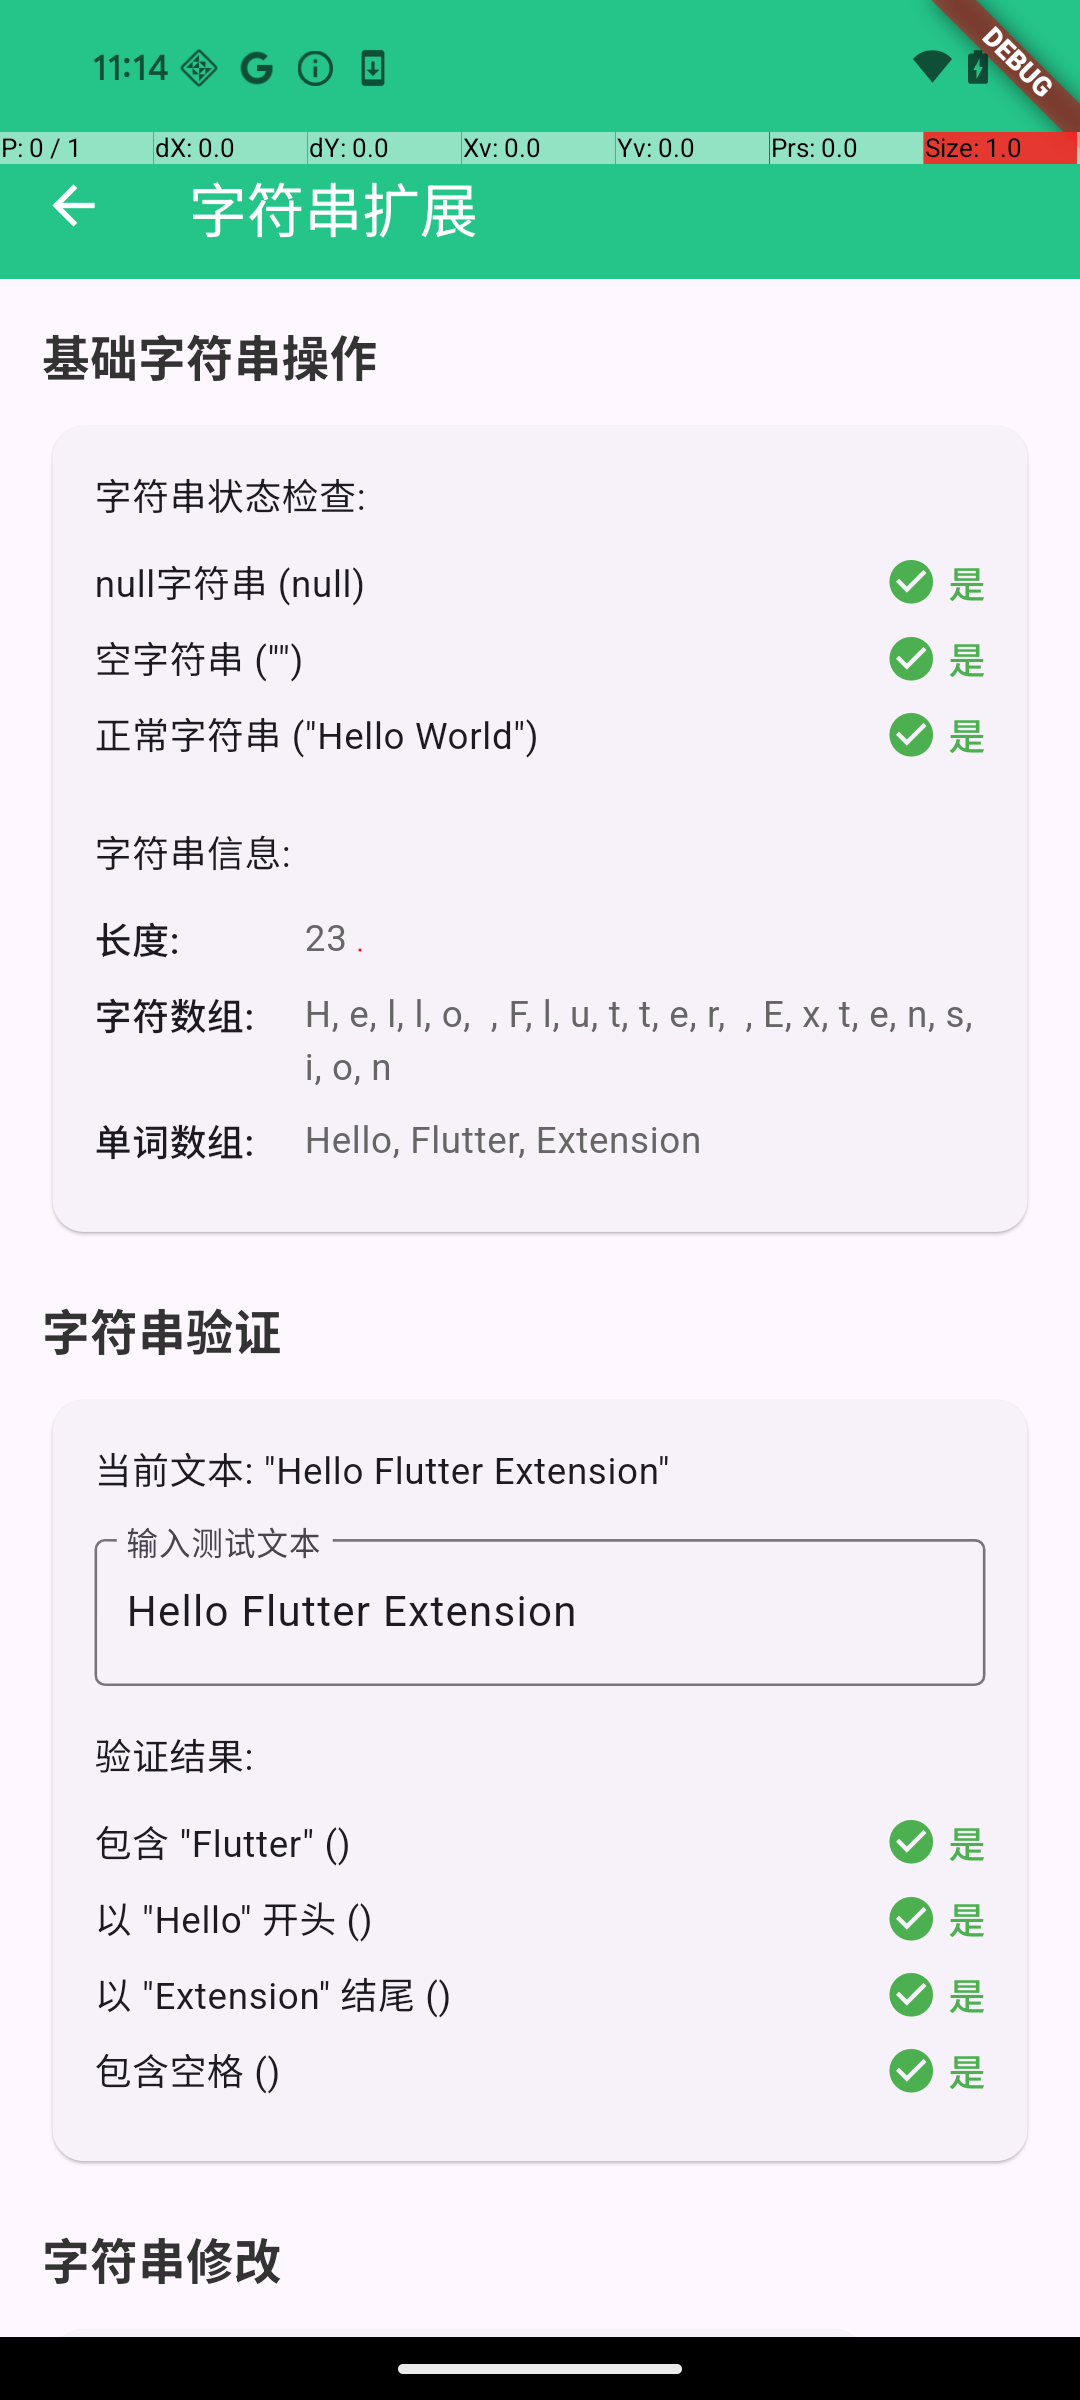 11:14
DEBUG
P: 0 / 1 dX: 0.0 dY: 0.0 Xv: 0.0 Yv: 0.0 Prs: 0.0 Size: 1.0
字符串扩展
基础字符串操作
字符串状态检查:
null字符串 (null) 是
空字符串 ("") 是
正常字符串 ("Hello World") 是
字符串信息:
长度: 23 .
字符数组: H, e, l, l, o,  , F, l, u, t, t, e, r,  , E, x, t, e, n, s,
i, o, n
单词数组: Hello, Flutter, Extension
字符串验证
当前文本: "Hello Flutter Extension"
输入测试文本
Hello Flutter Extension
验证结果:
包含 "Flutter" () 是
以 "Hello" 开头 () 是
以 "Extension" 结尾 () 是
包含空格 () 是
字符串修改